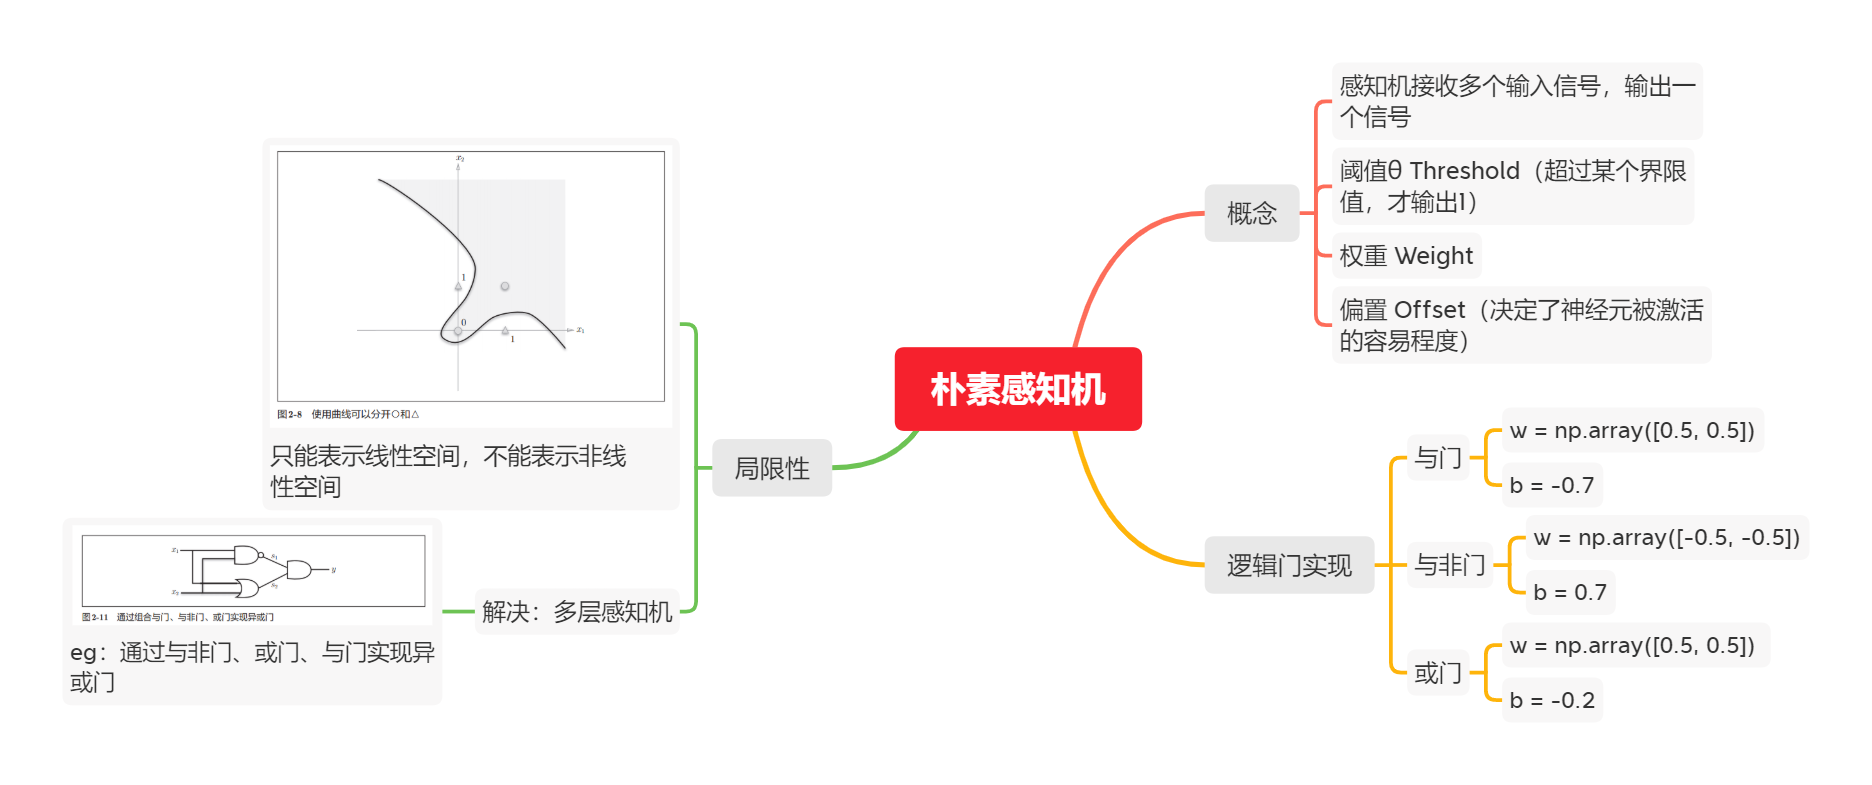 朴素感知机
概念
感知机接收多个输入信号，输出一
个信号
阈值θ Threshold（超过某个界限
值，才输出1）
权重 Weight
偏置 Offset（决定了神经元被激活
的容易程度）
逻辑门实现
与门
w = np.array([0.5, 0.5])
b = -0.7
与非门
w = np.array([-0.5, -0.5])
b = 0.7
或门
w = np.array([0.5, 0.5])
b = -0.2
局限性
x₂
1
0
x₁
1
图2-8 使用曲线可以分开○和△
只能表示线性空间，不能表示非线
性空间
解决：多层感知机
x₁
s₁
y
x₂
s₂
图2-11 通过组合与门、与非门、或门实现异或门
eg：通过与非门、或门、与门实现异
或门